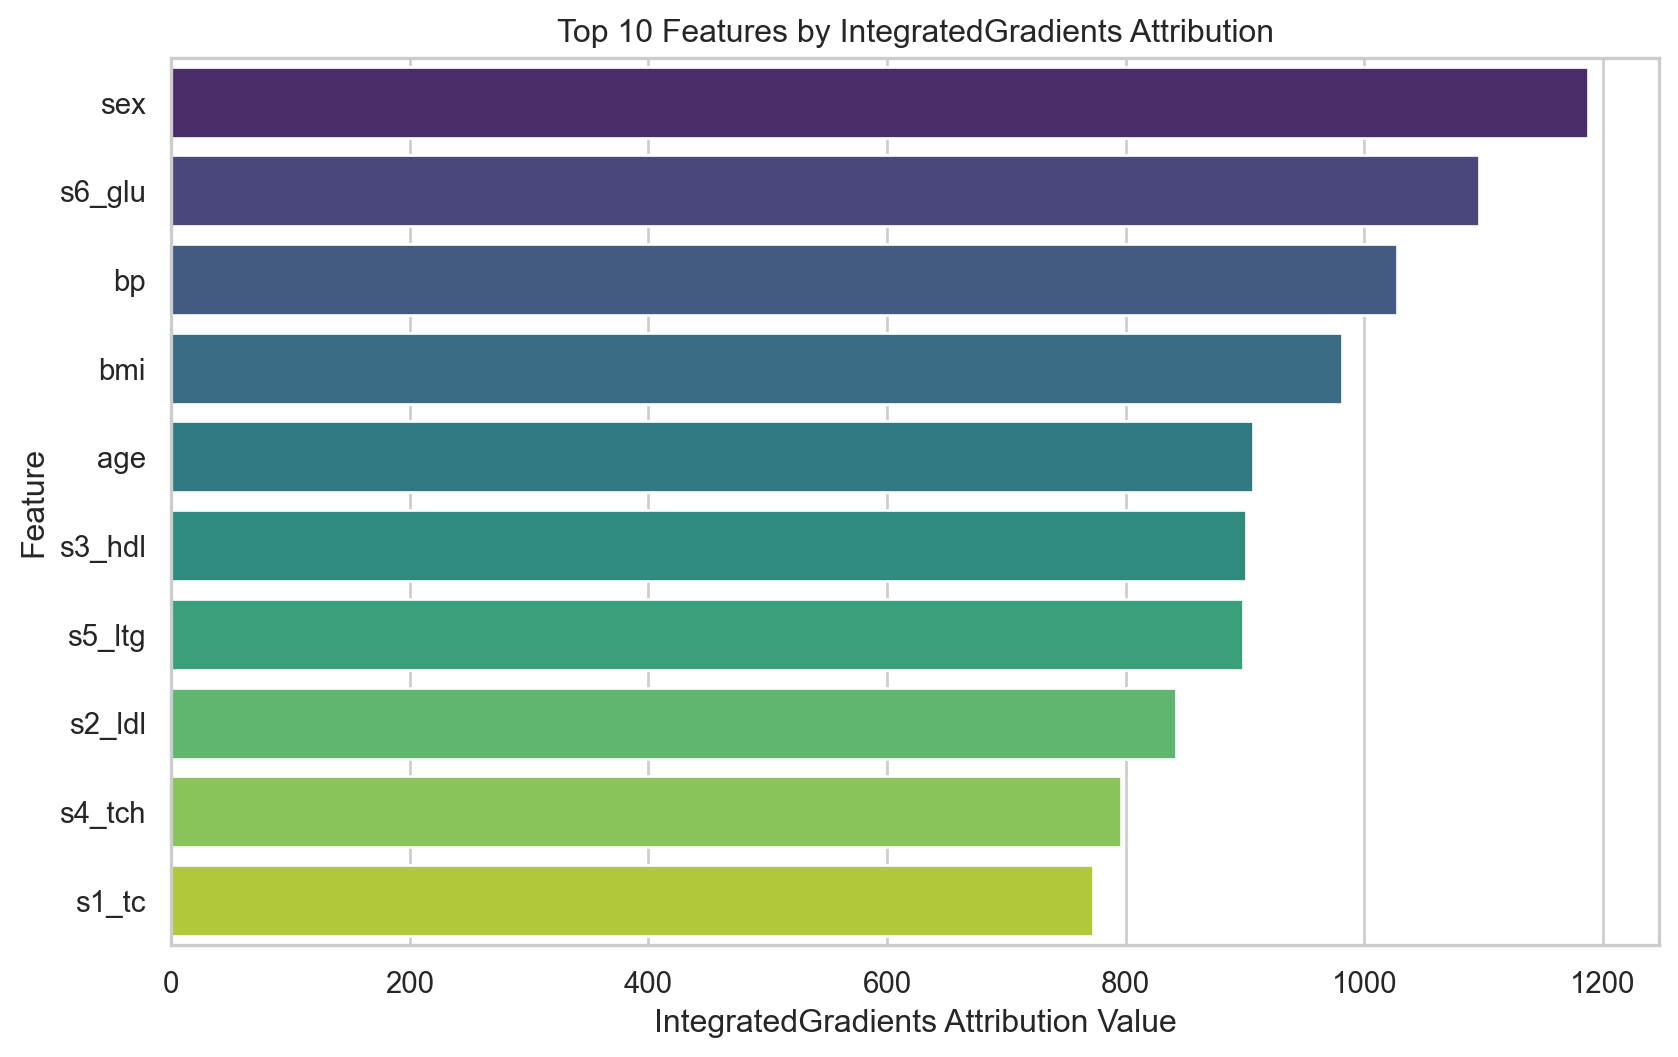 Top 10 Features by IntegratedGradients Attribution
Feature
sex
s6_glu
bp
bmi
age
s3_hdl
s5_ltg
s2_ldl
s4_tch
s1_tc
0 200 400 600 800 1000 1200
IntegratedGradients Attribution Value